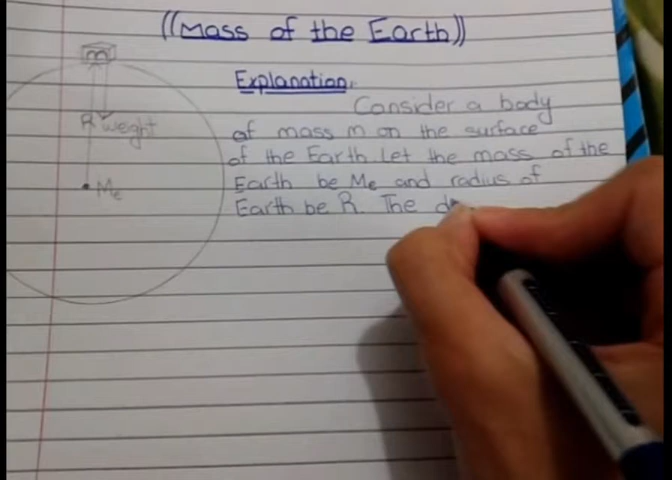 ((Mass of the Earth))
m
Explanation.
Consider a body
R weight
of mass m on the surface
of the Earth. Let the mass of the
Me
Earth be Me and radius of
Earth be R. The